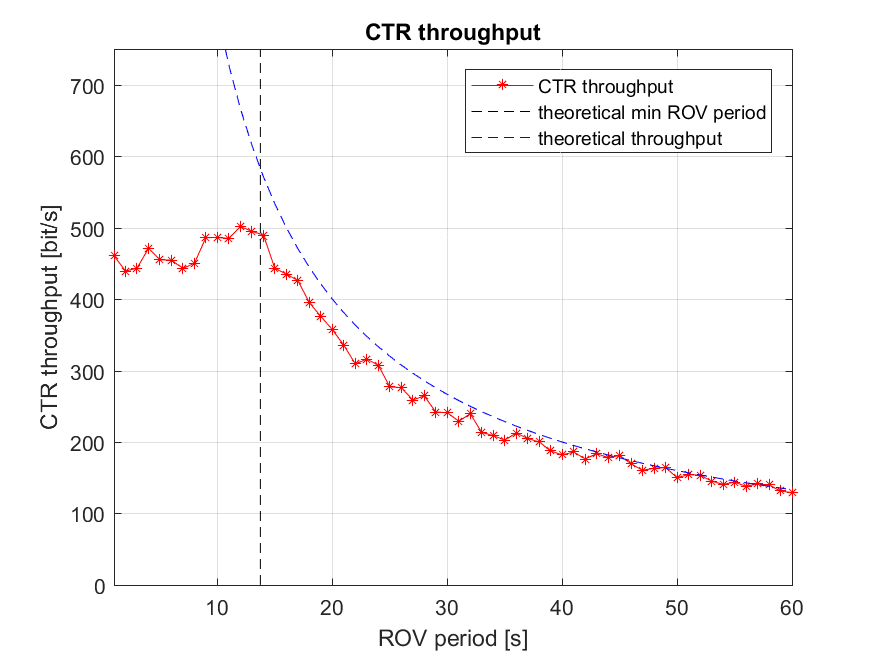 CTR throughput
CTR throughput
theoretical min ROV period
theoretical throughput
700
600
500
400
300
200
100
0
CTR throughput [bit/s]
10 20 30 40 50 60
ROV period [s]